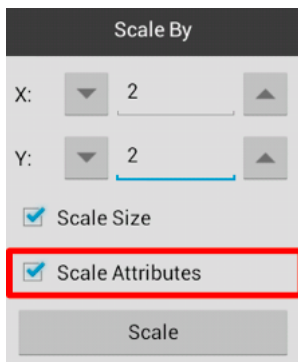 Scale By
X: 2
Y: 2
Scale Size
Scale Attributes
Scale